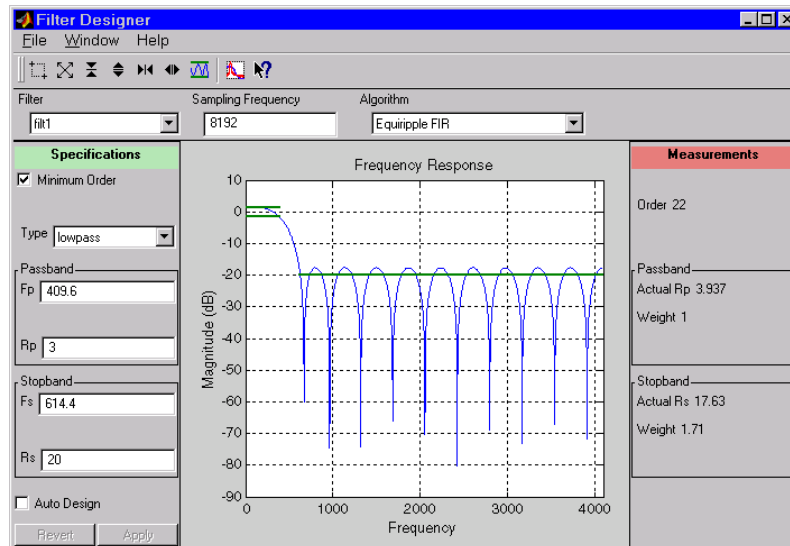 Filter Designer
File Window Help
Filter
Sampling Frequency
Algorithm
filt1
8192
Equiripple FIR
Specifications
Minimum Order
Type lowpass
Passband
Fp 409.6
Rp 3
Stopband
Fs 614.4
Rs 20
Auto Design
Revert Apply
Frequency Response
Magnitude (dB)
10
0
-10
-20
-30
-40
-50
-60
-70
-80
-90
0 1000 2000 3000 4000
Frequency
Measurements
Order 22
Passband
Actual Rp 3.937
Weight 1
Stopband
Actual Rs 17.63
Weight 1.71